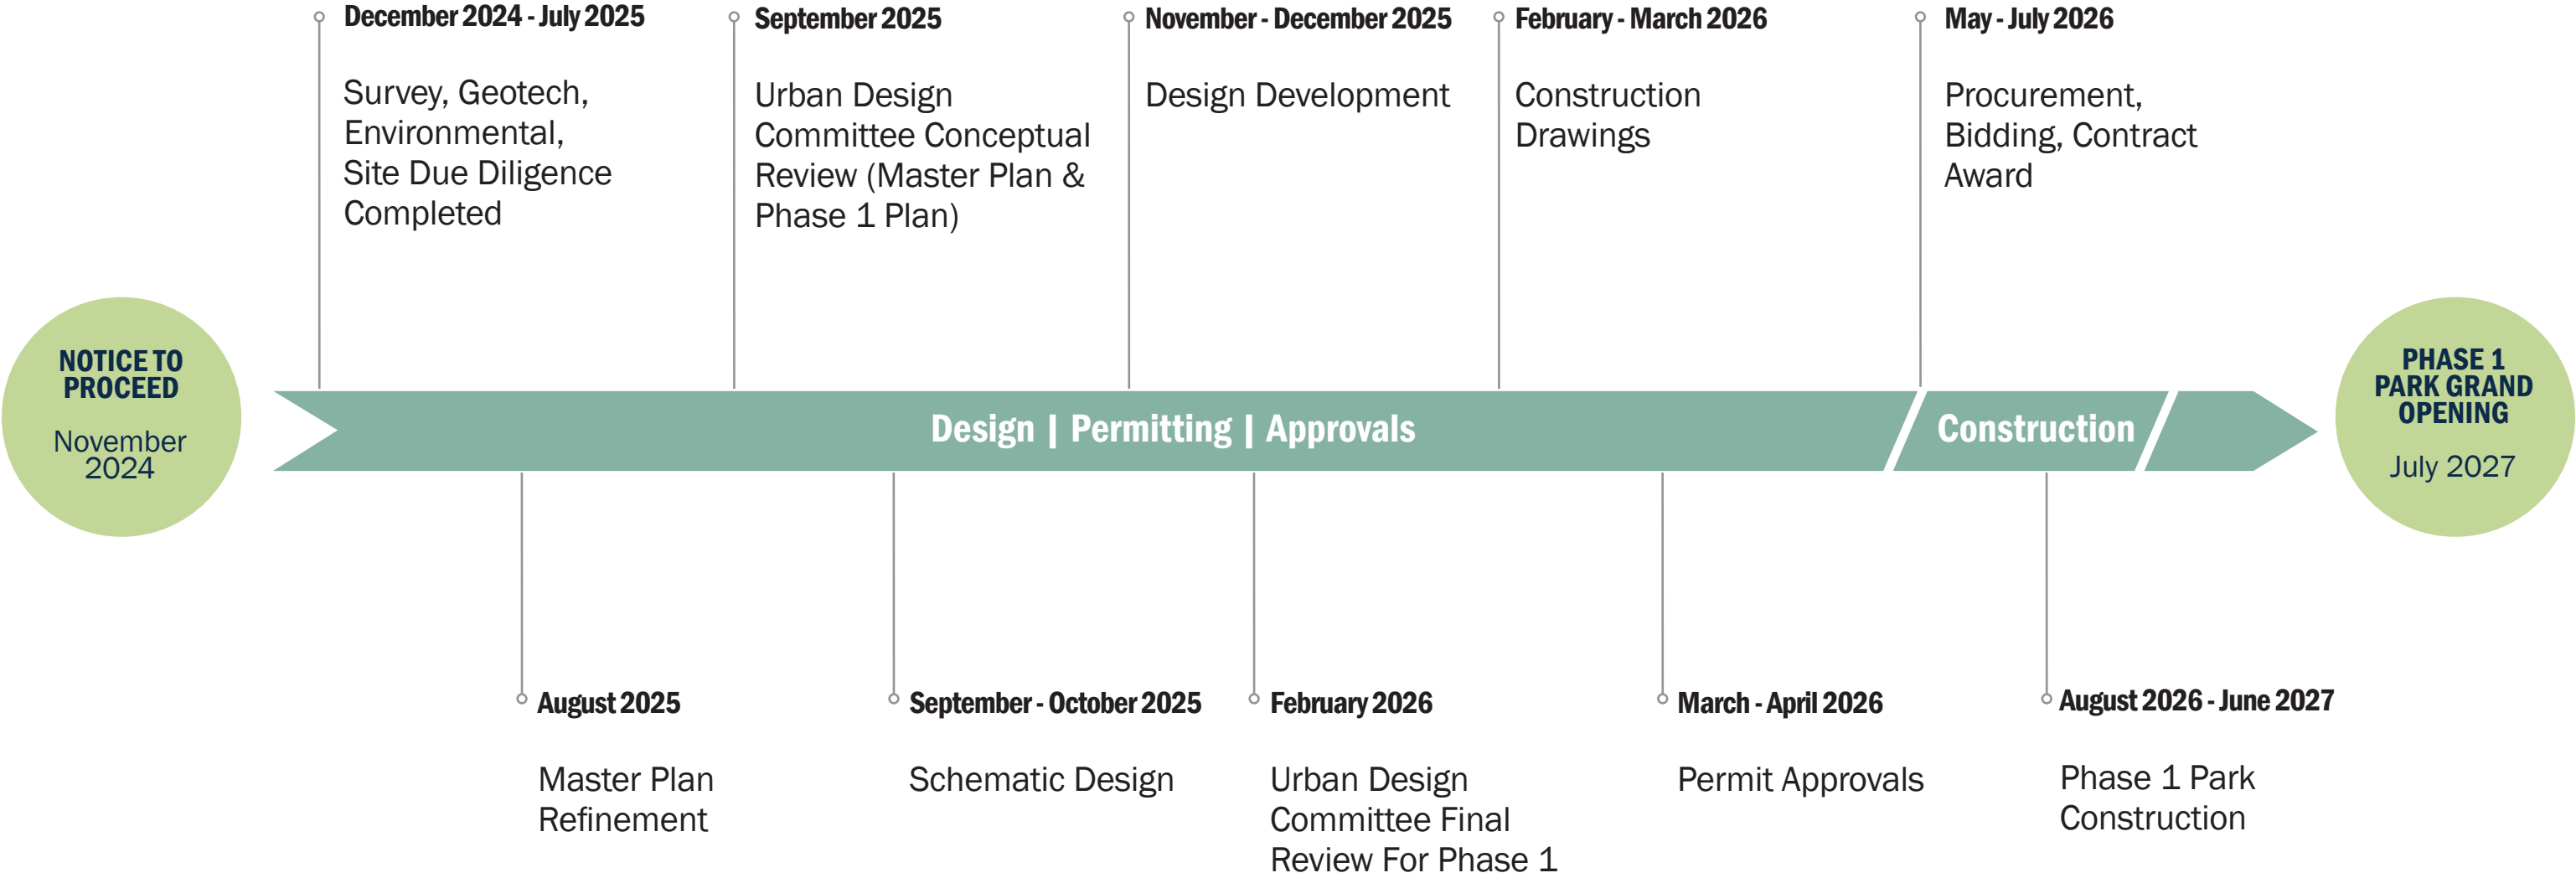 December 2024 - July 2025
Survey, Geotech,
Environmental,
Site Due Diligence
Completed
September 2025
Urban Design
Committee Conceptual
Review (Master Plan &
Phase 1 Plan)
November - December 2025
Design Development
February - March 2026
Construction
Drawings
May - July 2026
Procurement,
Bidding, Contract
Award
NOTICE TO
PROCEED
November
2024
Design | Permitting | Approvals
Construction
PHASE 1
PARK GRAND
OPENING
July 2027
August 2025
Master Plan
Refinement
September - October 2025
Schematic Design
February 2026
Urban Design
Committee Final
Review For Phase 1
March - April 2026
Permit Approvals
August 2026 - June 2027
Phase 1 Park
Construction